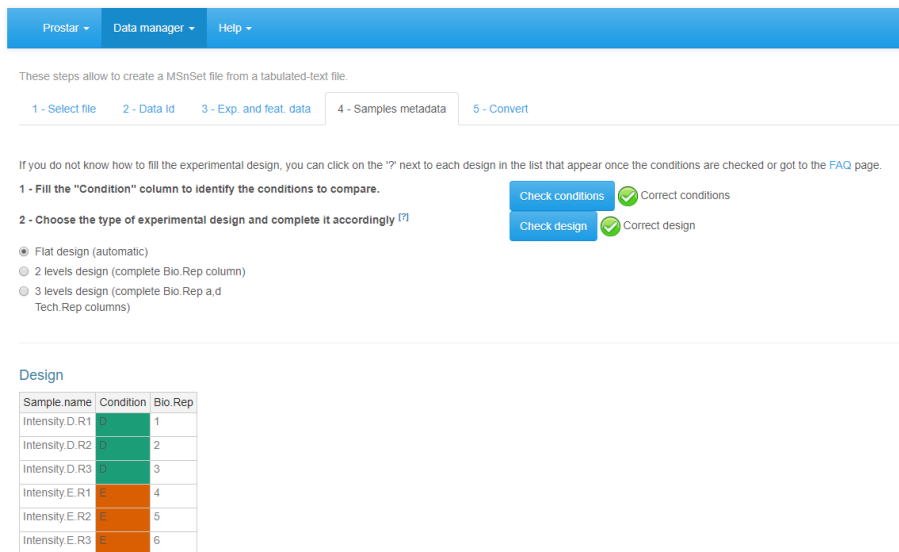 Prostar Data manager Help
These steps allow to create a MSnSet file from a tabulated-text file.
1 - Select file 2 - Data Id 3 - Exp. and feat. data 4 - Samples metadata 5 - Convert
If you do not know how to fill the experimental design, you can click on the '?' next to each design in the list that appear once the conditions are checked or got to the FAQ page.
1 - Fill the "Condition" column to identify the conditions to compare.
Check conditions Correct conditions
2 - Choose the type of experimental design and complete it accordingly [?]
Check design Correct design
Flat design (automatic)
2 levels design (complete Bio.Rep column)
3 levels design (complete Bio.Rep a,d
Tech.Rep columns)
Design
Sample.name Condition Bio.Rep
Intensity.D.R1 D 1
Intensity.D.R2 D 2
Intensity.D.R3 D 3
Intensity.E.R1 E 4
Intensity.E.R2 E 5
Intensity.E.R3 E 6